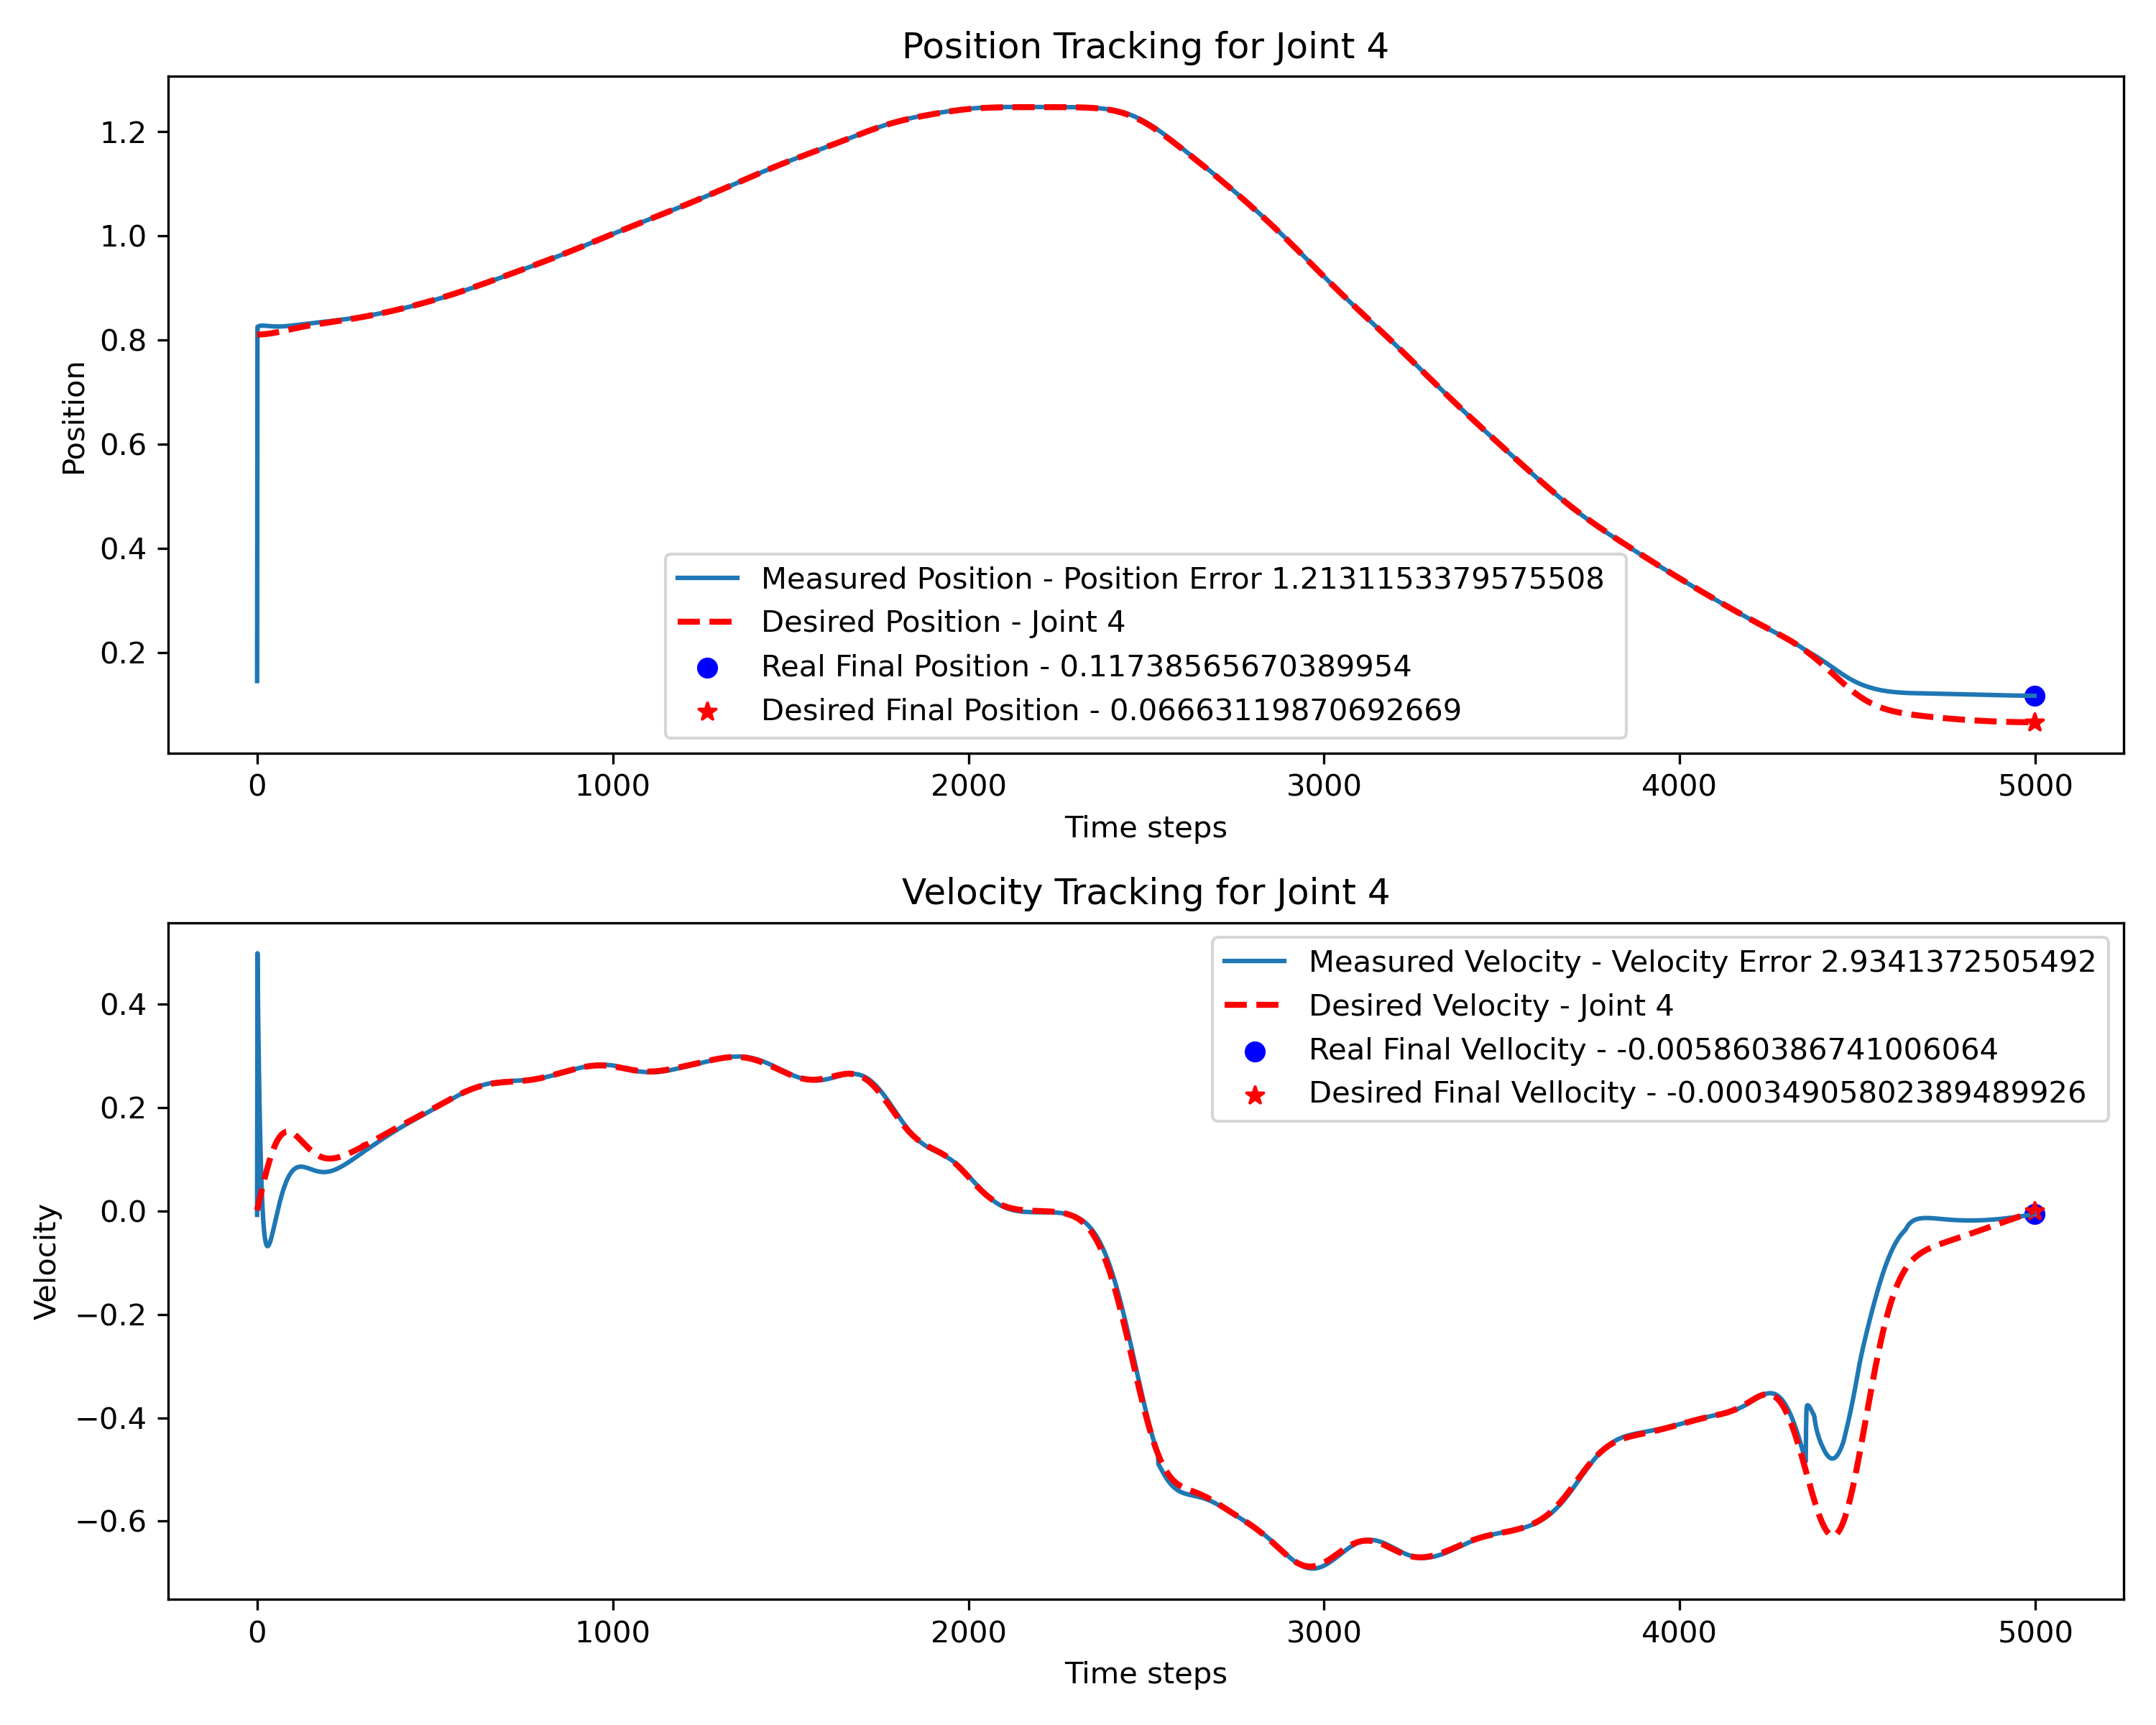 Position Tracking for Joint 4
1.2
1.0
0.8
0.6
0.4
0.2
Position
Measured Position - Position Error 1.2131153379575508
Desired Position - Joint 4
Real Final Position - 0.11738565670389954
Desired Final Position - 0.06663119870692669
0 1000 2000 3000 4000 5000
Time steps
Velocity Tracking for Joint 4
0.4
0.2
0.0
−0.2
−0.4
−0.6
Velocity
Measured Velocity - Velocity Error 2.9341372505492
Desired Velocity - Joint 4
Real Final Vellocity - -0.005860386741006064
Desired Final Vellocity - -0.00034905802389489926
0 1000 2000 3000 4000 5000
Time steps